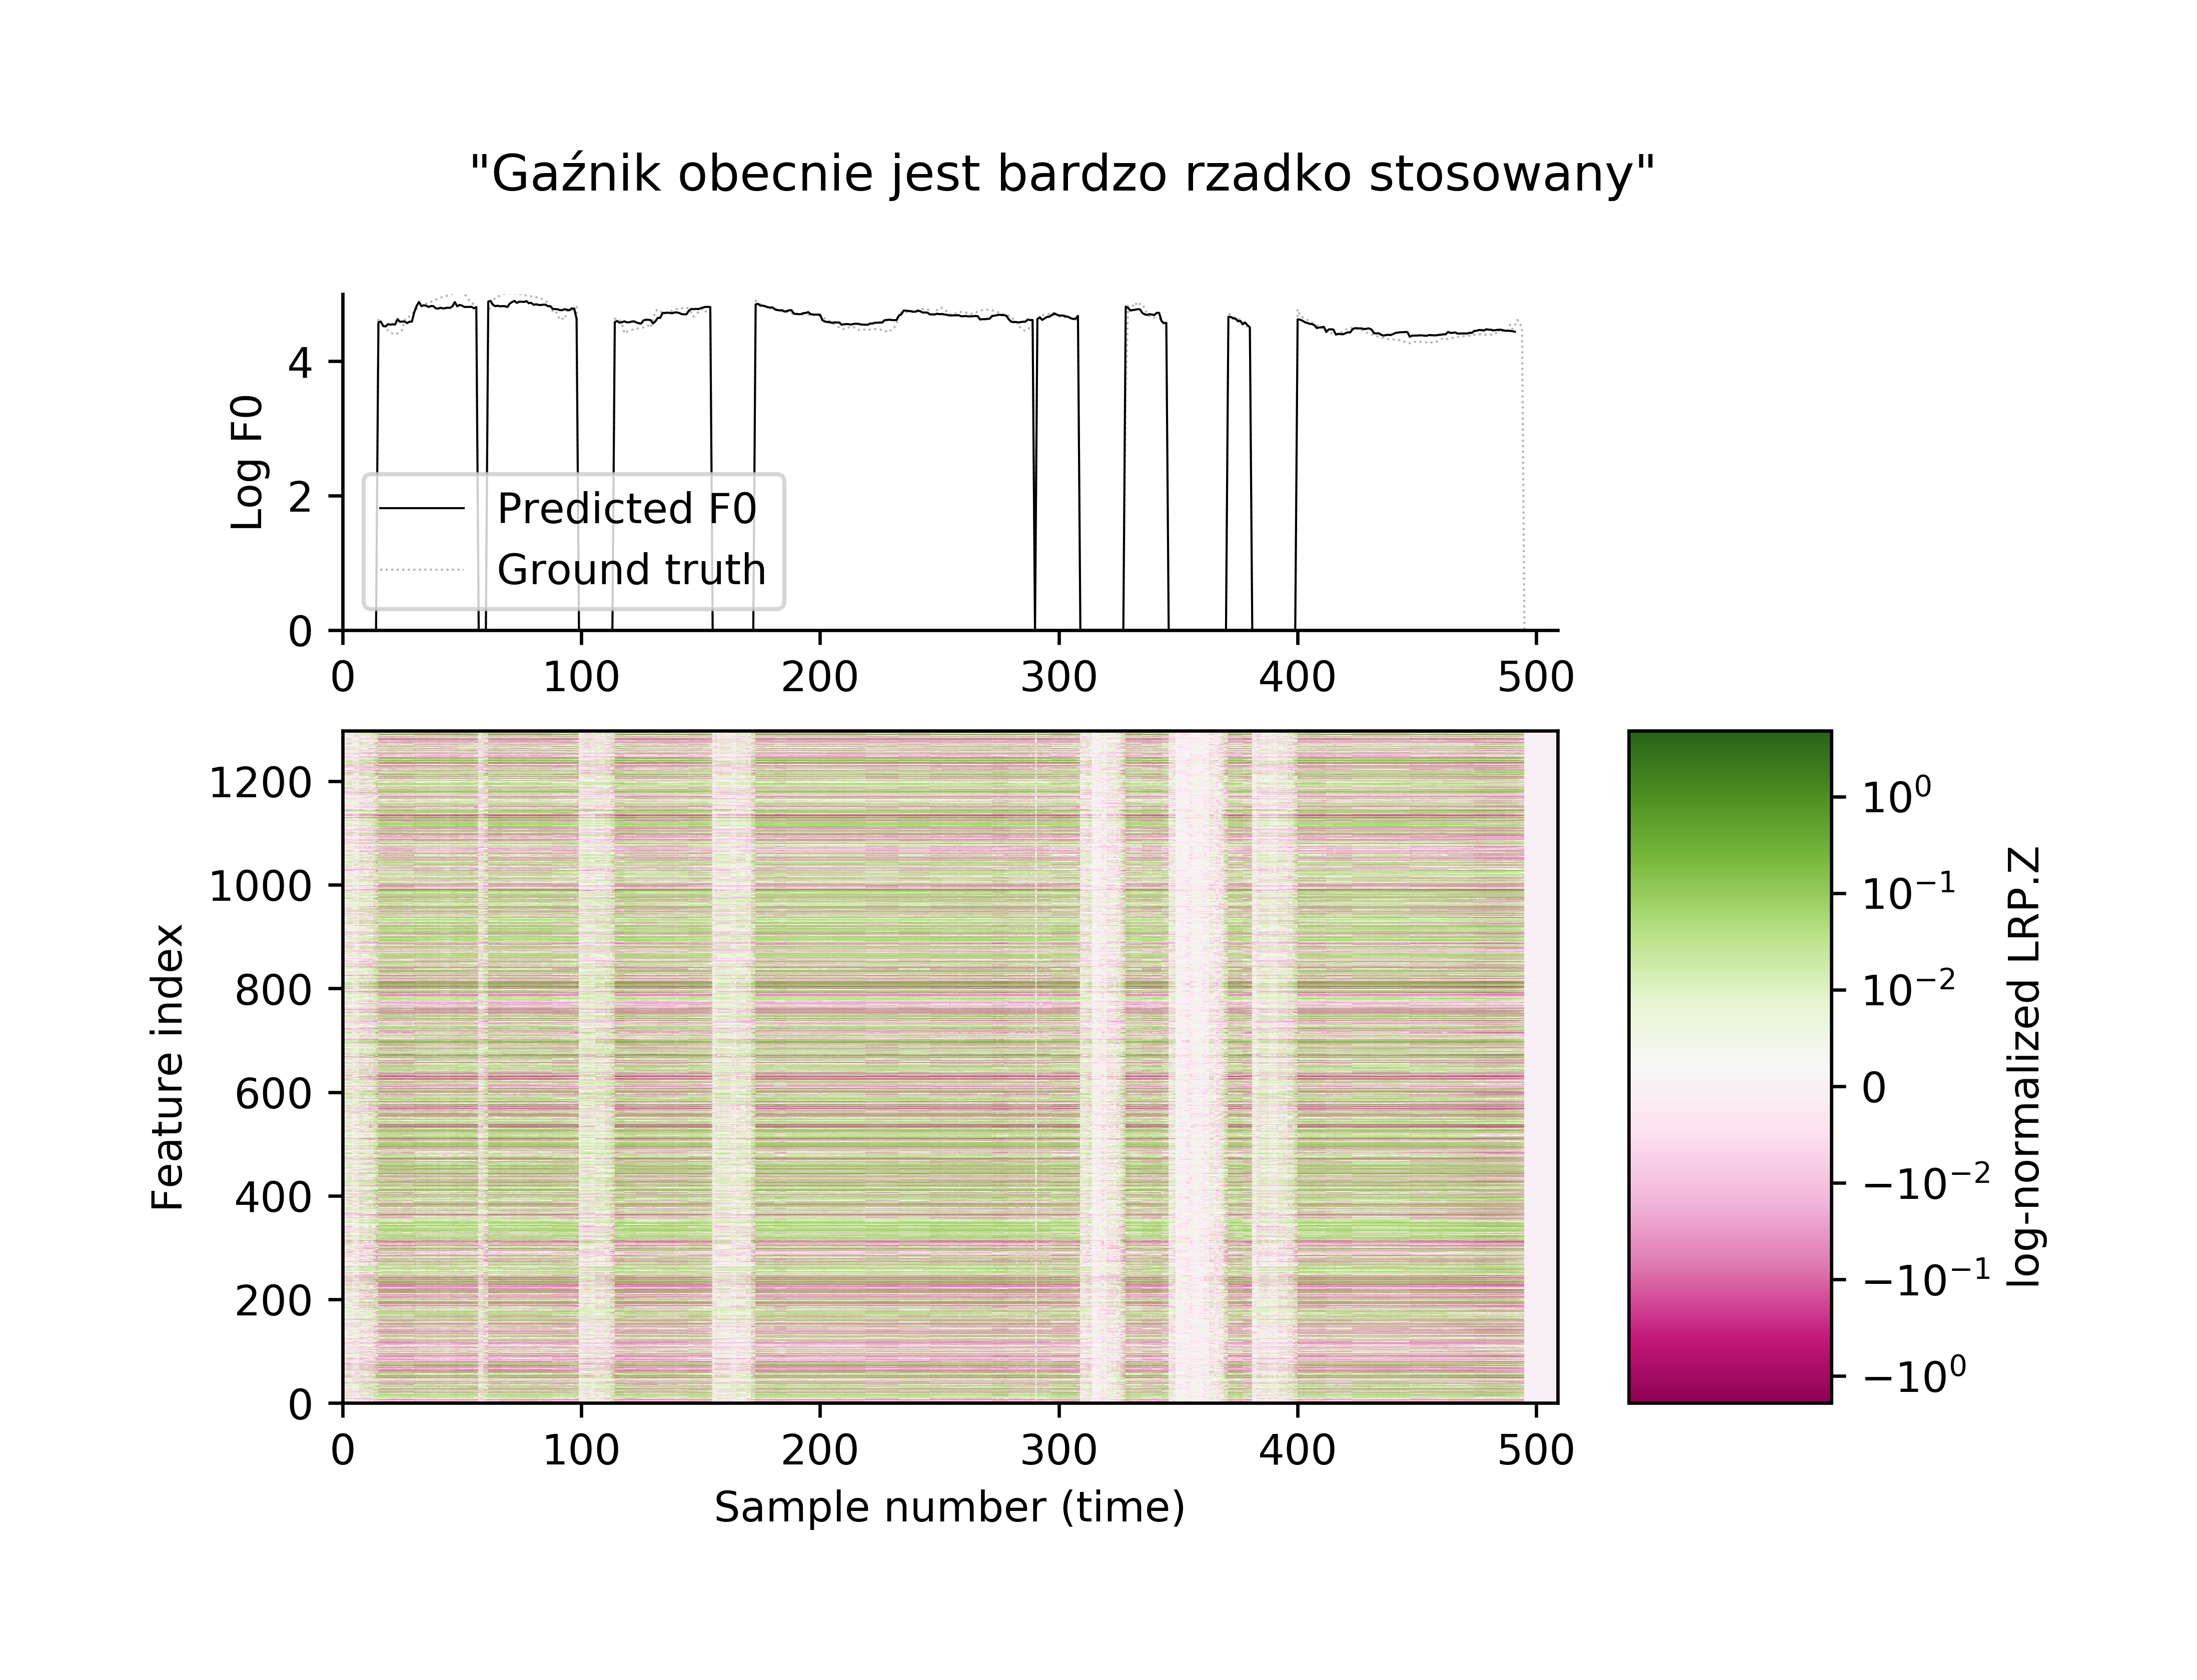 "Gaźnik obecnie jest bardzo rzadko stosowany"
Log F0
4
2
0
Predicted F0
Ground truth
0 100 200 300 400 500
Feature index
1200
1000
800
600
400
200
0
0 100 200 300 400 500
Sample number (time)
10⁰
10⁻¹
10⁻²
0
−10⁻²
−10⁻¹
−10⁰
log-normalized LRP.Z